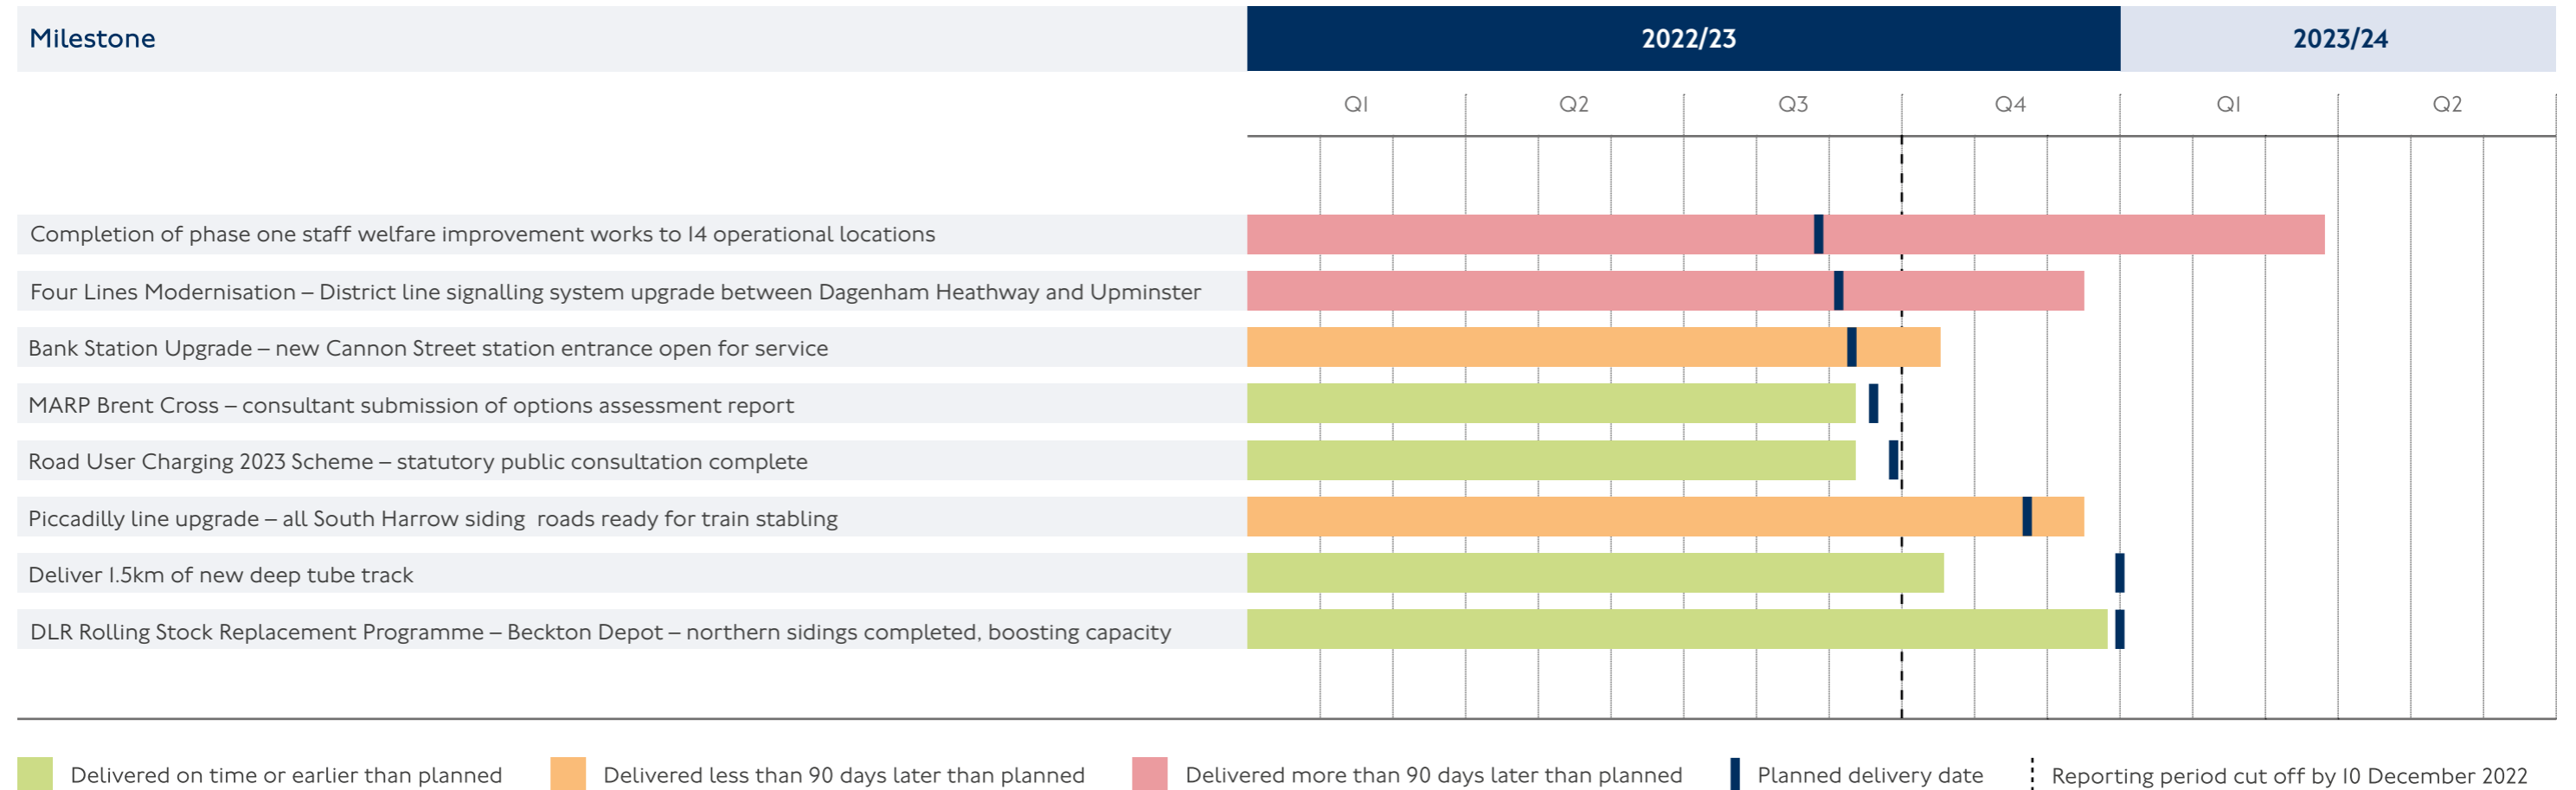 Milestone 2022/23 2023/24
Q1 Q2 Q3 Q4 Q1 Q2
Completion of phase one staff welfare improvement works to 14 operational locations
Four Lines Modernisation – District line signalling system upgrade between Dagenham Heathway and Upminster
Bank Station Upgrade – new Cannon Street station entrance open for service
MARP Brent Cross – consultant submission of options assessment report
Road User Charging 2023 Scheme – statutory public consultation complete
Piccadilly line upgrade – all South Harrow siding roads ready for train stabling
Deliver 1.5km of new deep tube track
DLR Rolling Stock Replacement Programme – Beckton Depot – northern sidings completed, boosting capacity
Delivered on time or earlier than planned Delivered less than 90 days later than planned Delivered more than 90 days later than planned Planned delivery date Reporting period cut off by 10 December 2022